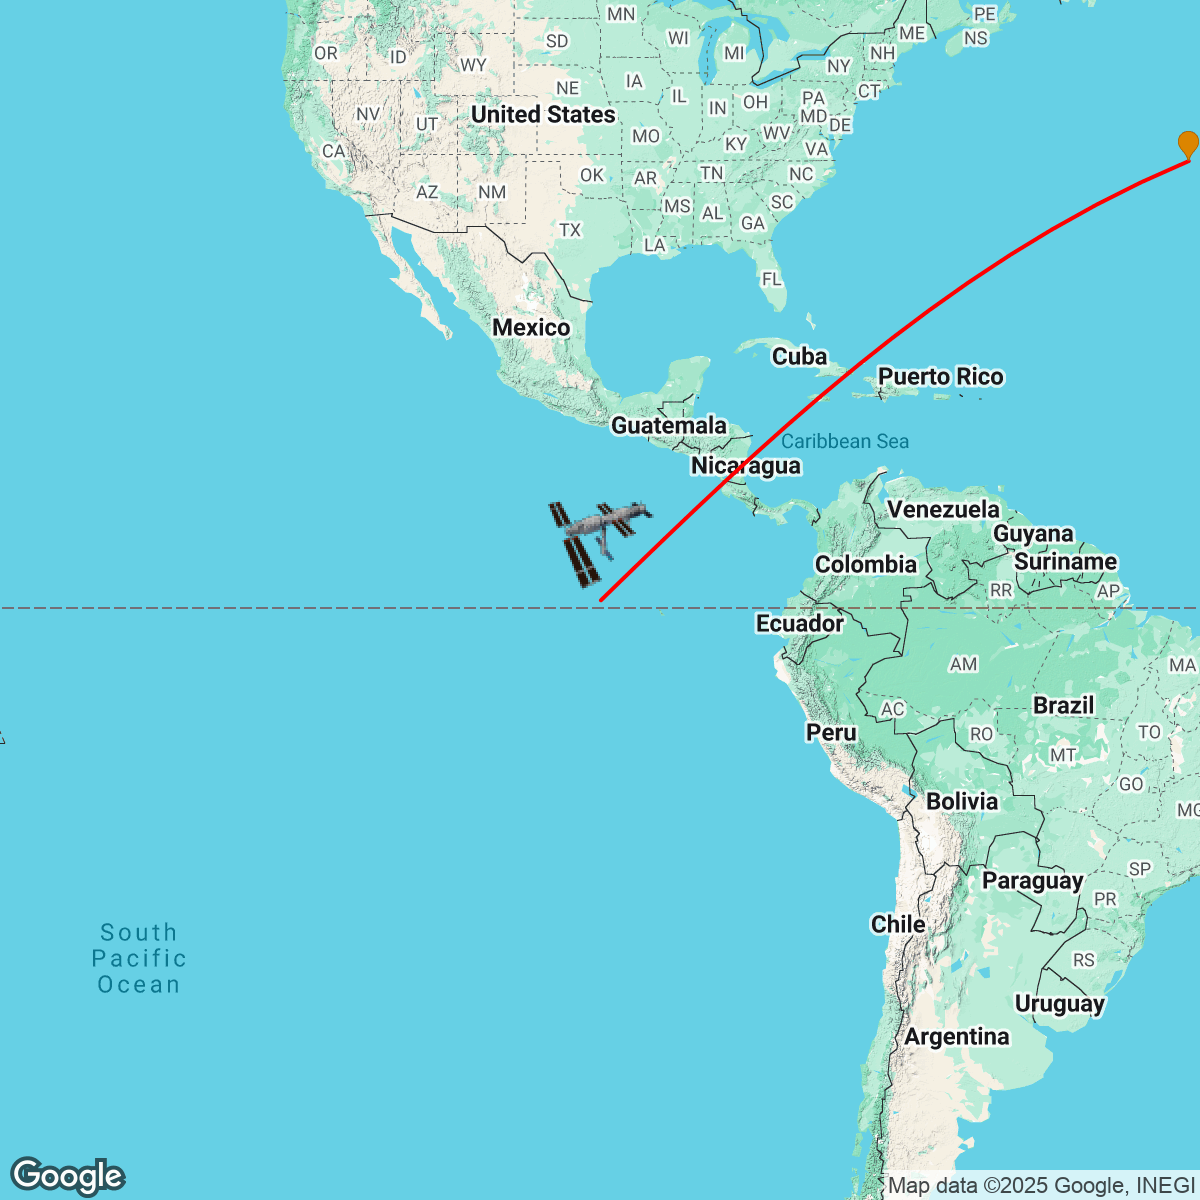 MN
PE
ME
NS
OR
ID
SD
WI
MI
NH
WY
NY
NE
IA
CT
IL
IN
OH
PA
NV
United States
MD
UT
DE
MO
WV
KY
CA
VA
OK
AR
TN
NC
AZ
NM
MS
AL
SC
GA
TX
LA
FL
Mexico
Cuba
Puerto Rico
Guatemala
Caribbean Sea
Nicaragua
Venezuela
Guyana
Colombia
Suriname
RR
AP
Ecuador
AM
MA
AC
Brazil
Peru
RO
TO
MT
GO
Bolivia
MG
SP
Paraguay
PR
Chile
South
Pacific
Ocean
RS
Uruguay
Argentina
Google
Map data ©2025 Google, INEGI